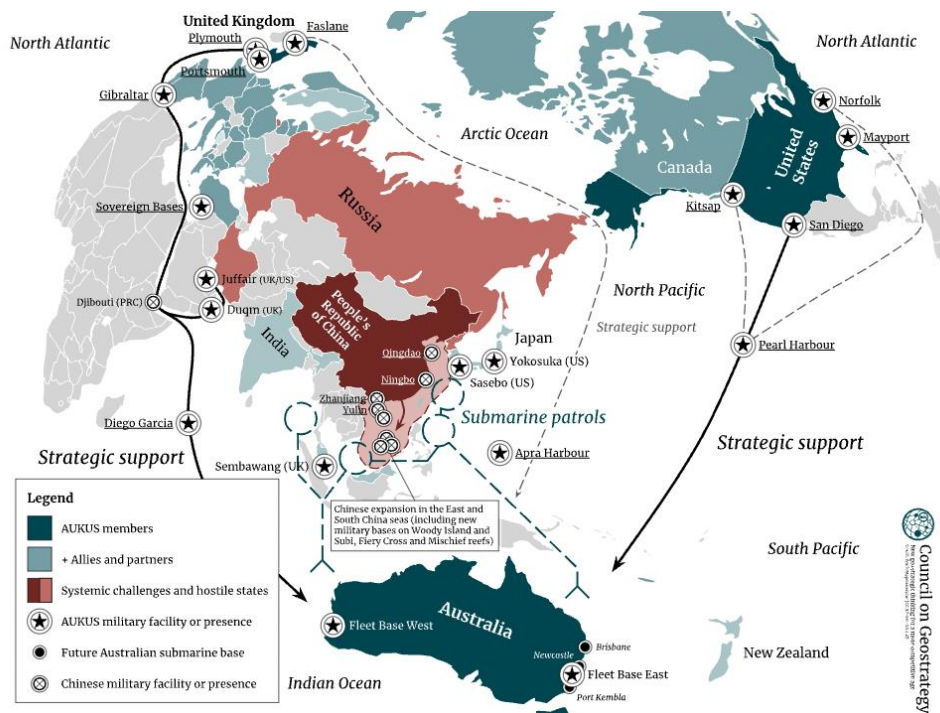 North Atlantic
United Kingdom
Plymouth
Faslane
Portsmouth
Gibraltar
Arctic Ocean
North Atlantic
Norfolk
Mayport
Canada
United
States
Kitsap
San Diego
Sovereign Bases
Russia
Juffair (UK/US)
Djibouti (PRC)
Duqm (UK)
India
People's
Republic
of China
North Pacific
Strategic support
Japan
Qingdao
Yokosuka (US)
Ningbo
Sasebo (US)
Pearl Harbour
Zhanjiang
Yulin
Submarine patrols
Diego Garcia
Strategic support
Sembawang (UK)
Apra Harbour
Strategic support
Chinese expansion in the East and
South China seas (including new
military bases on Woody Island and
Subi, Fiery Cross and Mischief reefs)
Legend
AUKUS members
+ Allies and partners
Systemic challenges and hostile states
AUKUS military facility or presence
Future Australian submarine base
Chinese military facility or presence
South Pacific
Australia
Fleet Base West
Brisbane
Newcastle
Fleet Base East
Port Kembla
New Zealand
Indian Ocean
Council on Geostrategy